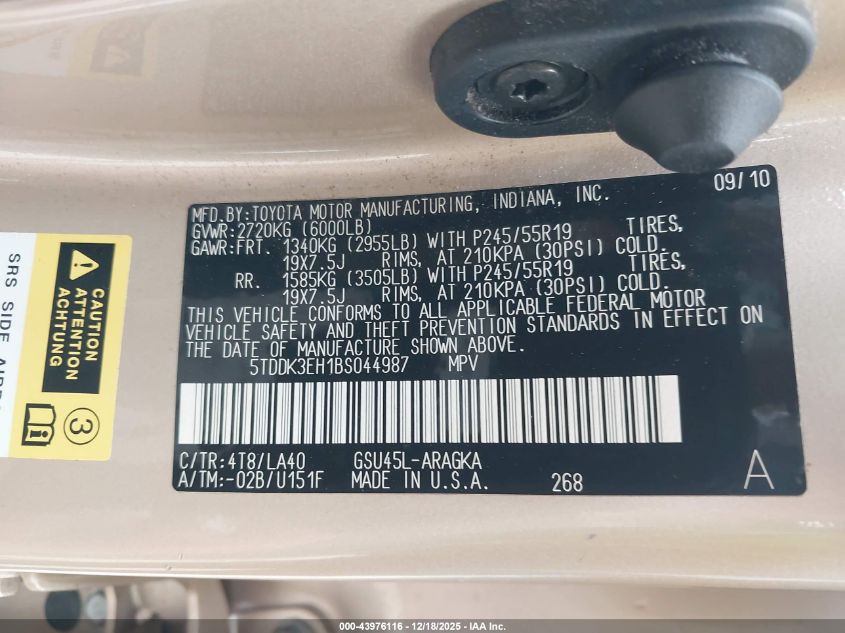 09/10
MFD.BY:TOYOTA MOTOR MANUFACTURING, INDIANA, INC.
GVWR:2720KG (6000LB)
GAWR:FRT. 1340KG (2955LB) WITH P245/55R19 TIRES,
19X7.5J RIMS, AT 210KPA (30PSI) COLD.
RR. 1585KG (3505LB) WITH P245/55R19 TIRES,
19X7.5J RIMS, AT 210KPA (30PSI) COLD.
THIS VEHICLE CONFORMS TO ALL APPLICABLE FEDERAL MOTOR
VEHICLE SAFETY AND THEFT PREVENTION STANDARDS IN EFFECT ON
THE DATE OF MANUFACTURE SHOWN ABOVE.
5TDDK3EH1BS044987 MPV
C/TR:4T8/LA40 GSU45L-ARAGKA
A/TM:-02B/U151F MADE IN U.S.A. 268 A
CAUTION
ATTENTION
ACHTUNG
3
SRS SIDE
000-43976116 - 12/18/2025 - IAA Inc.